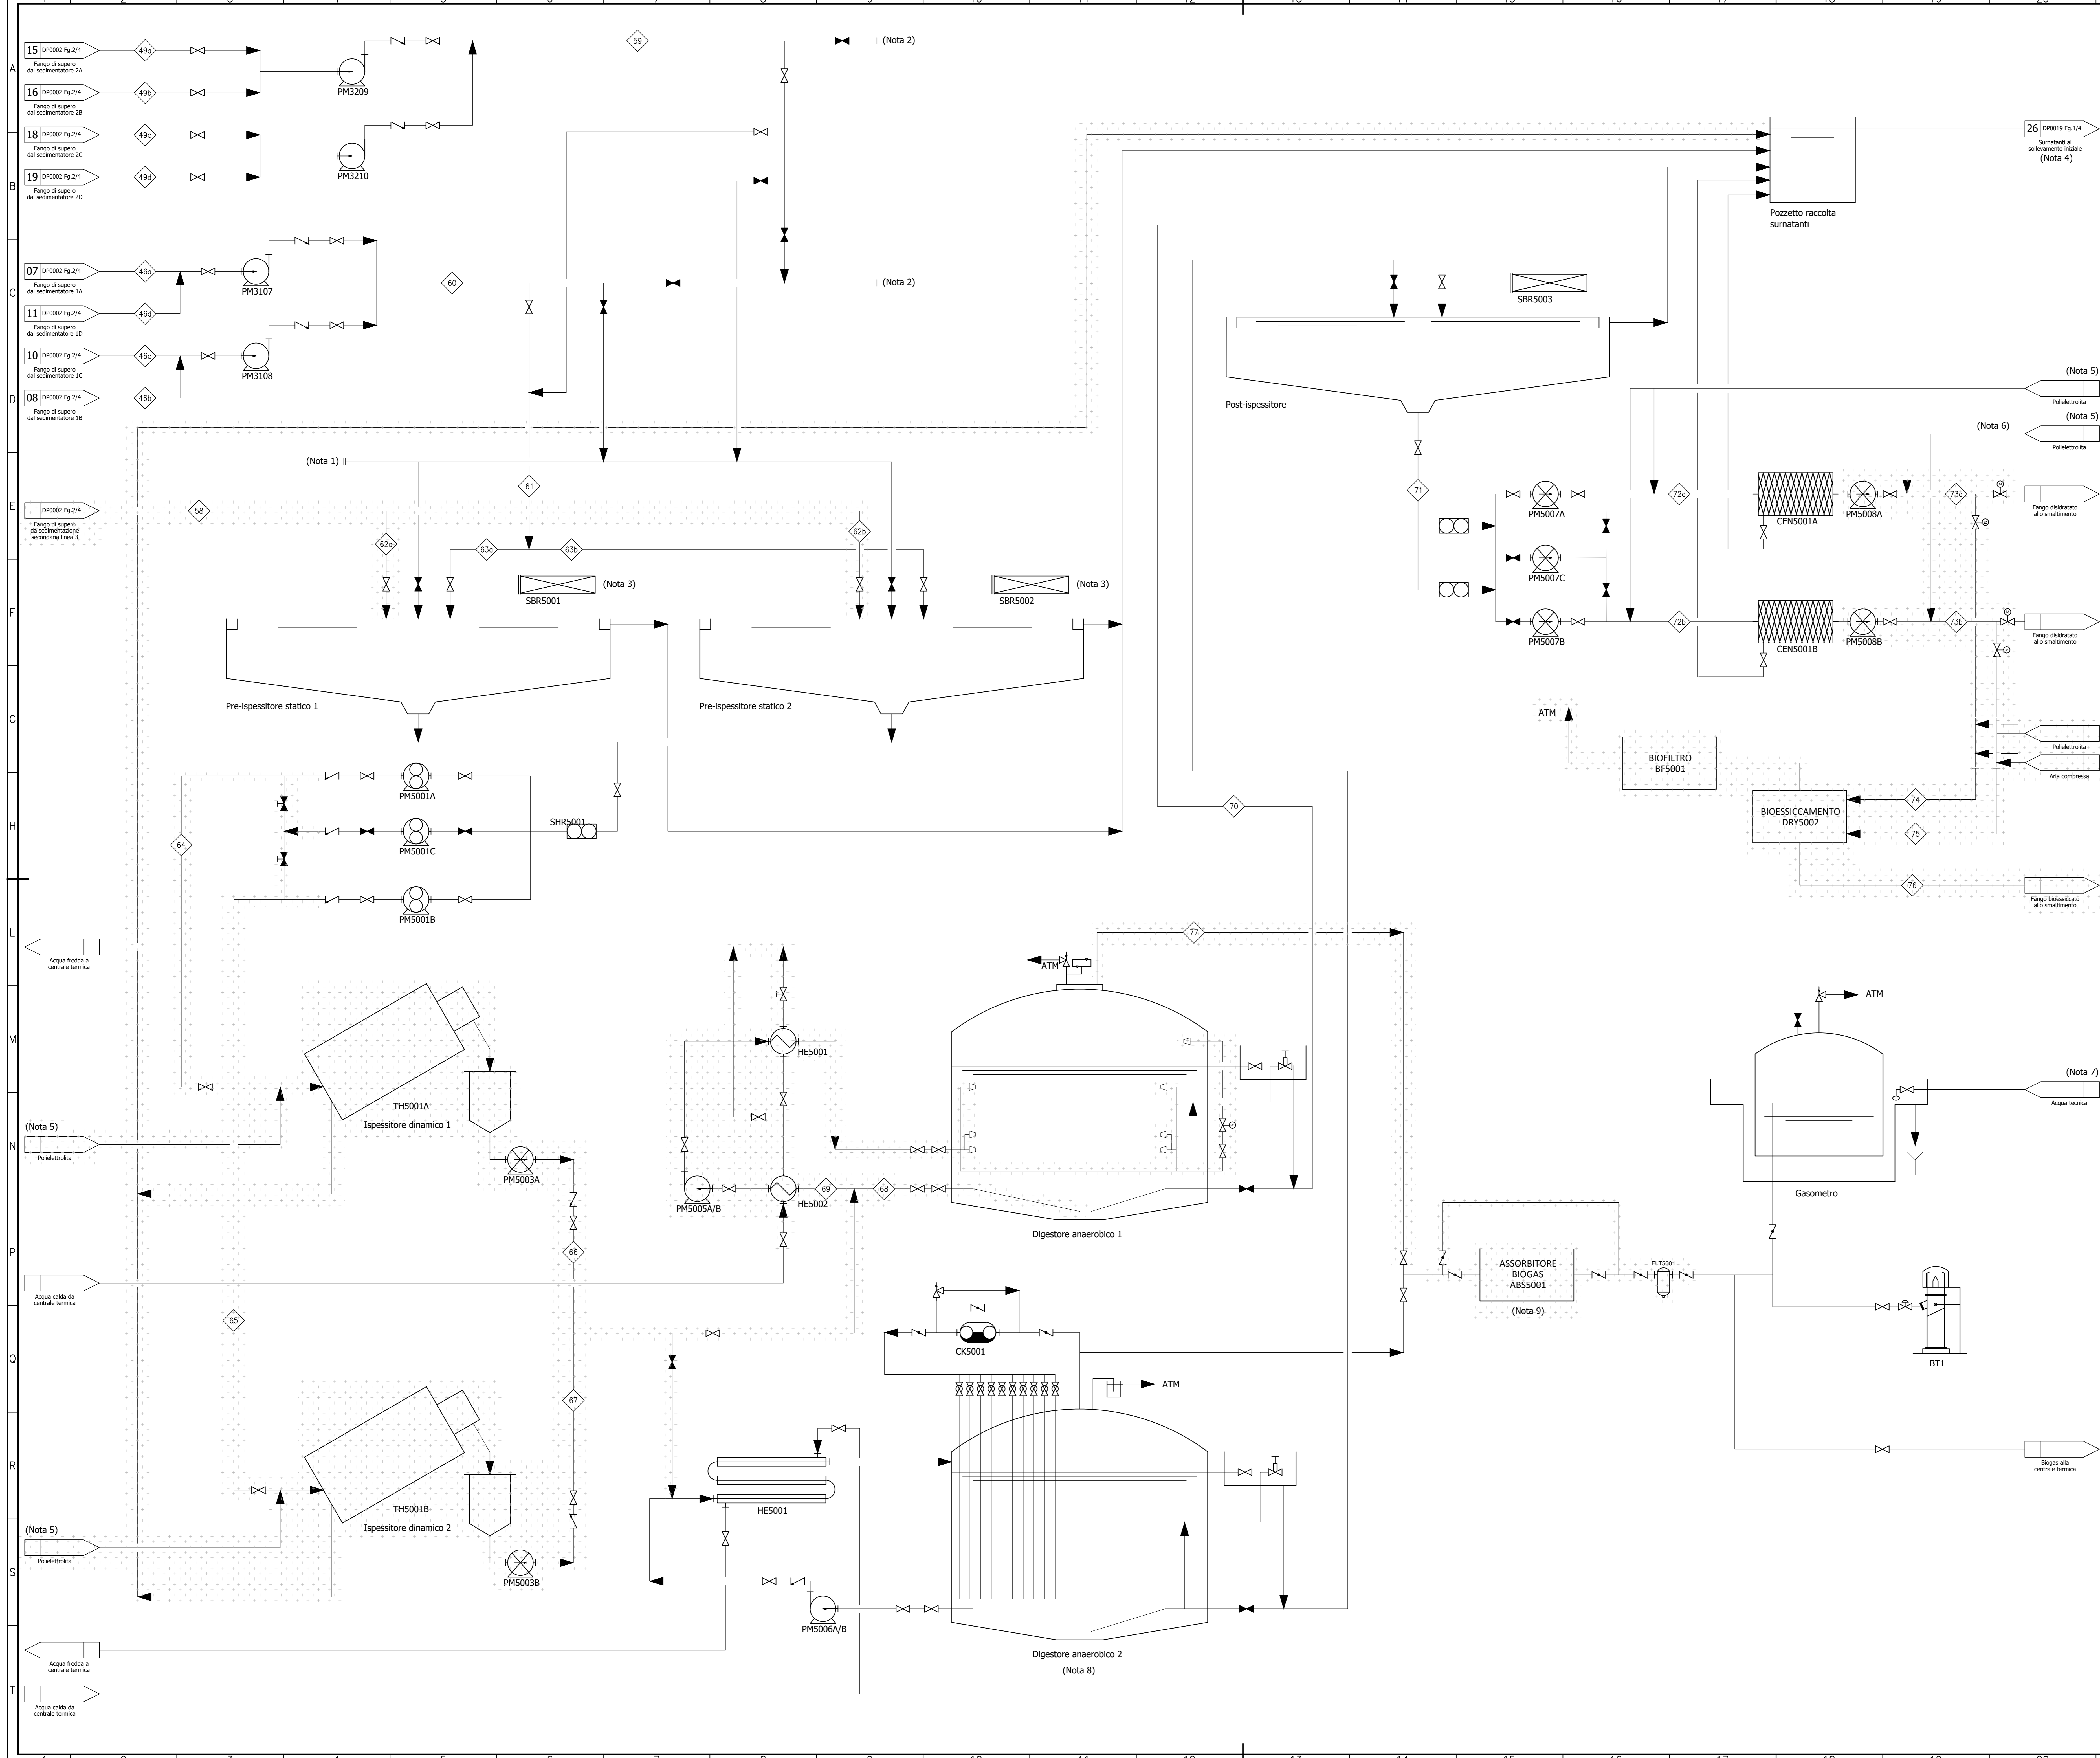 15 DP0002 Fg.2/4
Fango di supero
dal sedimentatore 2A
49a
16 DP0002 Fg.2/4
Fango di supero
dal sedimentatore 2B
49b
18 DP0002 Fg.2/4
Fango di supero
dal sedimentatore 2C
49c
19 DP0002 Fg.2/4
Fango di supero
dal sedimentatore 2D
49d
PM3209
PM3210
59
(Nota 2)
26 DP0019 Fg.1/4
Surnatanti al
sollevamento iniziale
(Nota 4)
Pozzetto raccolta
surnatanti
07 DP0002 Fg.2/4
Fango di supero
dal sedimentatore 1A
46a
11 DP0002 Fg.2/4
Fango di supero
dal sedimentatore 1D
46d
10 DP0002 Fg.2/4
Fango di supero
dal sedimentatore 1C
46c
08 DP0002 Fg.2/4
Fango di supero
dal sedimentatore 1B
46b
PM3107
PM3108
60
(Nota 2)
SBR5003
Post-ispessitore
(Nota 5)
Polielettrolita
(Nota 5)
(Nota 6)
Polielettrolita
(Nota 1)
61
DP0002 Fg.2/4
Fango di supero
da sedimentazione
secondaria linea 3
58
62a
63a
63b
62b
SBR5001
(Nota 3)
SBR5002
(Nota 3)
Pre-ispessitore statico 1
Pre-ispessitore statico 2
71
PM5007A
PM5007C
PM5007B
72a
72b
CEN5001A
CEN5001B
PM5008A
PM5008B
73a
73b
M
M
M
M
Fango disidratato
allo smaltimento
Fango disidratato
allo smaltimento
ATM
BIOFILTRO
BF5001
Polielettrolita
Aria compressa
BIOESSICCAMENTO
DRY5002
74
75
76
Fango bioessiccato
allo smaltimento
PM5001A
PM5001C
PM5001B
SHR5001
64
70
Acqua fredda a
centrale termica
TH5001A
Ispessitore dinamico 1
(Nota 5)
Polielettrolita
PM5003A
HE5001
HE5002
PM5005A/B
69
68
77
ATM
M
Digestore anaerobico 1
ATM
(Nota 7)
Acqua tecnica
Gasometro
66
Acqua calda da
centrale termica
65
67
ASSORBITORE
BIOGAS
ABS5001
(Nota 9)
FLT5001
BT1
CK5001
ATM
TH5001B
Ispessitore dinamico 2
(Nota 5)
Polielettrolita
PM5003B
HE5001
PM5006A/B
Biogas alla
centrale termica
Digestore anaerobico 2
(Nota 8)
Acqua fredda a
centrale termica
Acqua calda da
centrale termica
A
B
C
D
E
F
G
H
L
M
N
P
Q
R
S
T